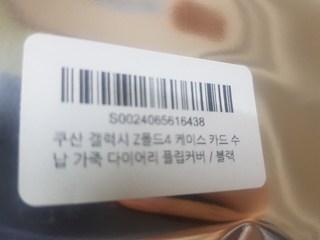 S0024065616438
쿠산 갤럭시 Z폴드4 케이스 카드 수
납 가죽 다이어리 플립커버 / 블랙